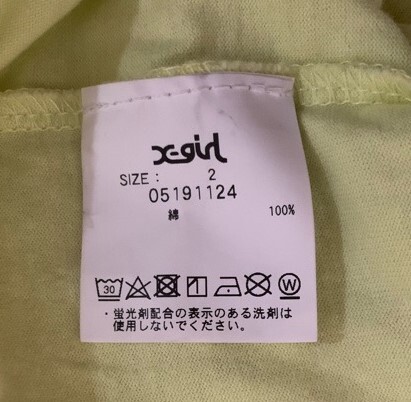 x-girl
SIZE : 2
05191124
綿 100%
30 W
・蛍光剤配合の表示のある洗剤は
使用しないでください。